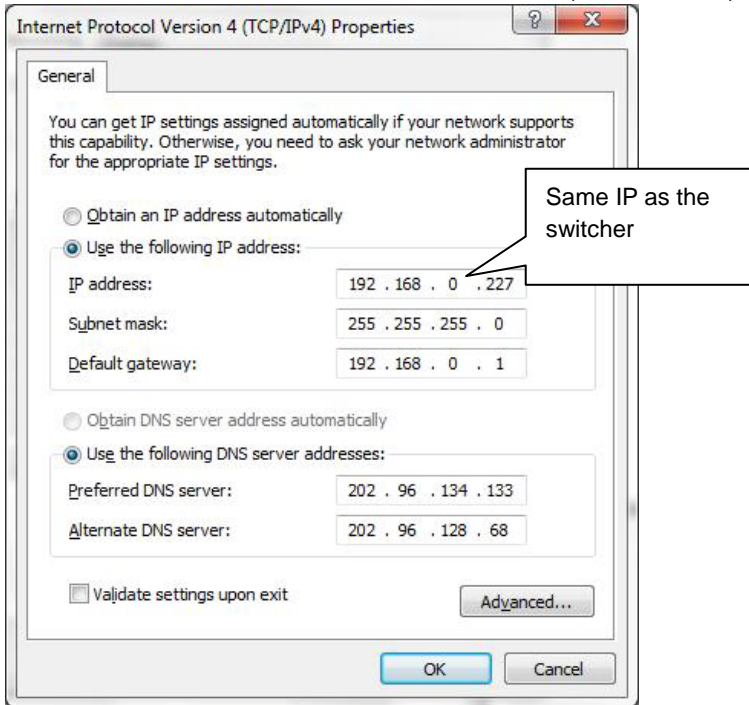 Internet Protocol Version 4 (TCP/IPv4) Properties
General
You can get IP settings assigned automatically if your network supports
this capability. Otherwise, you need to ask your network administrator
for the appropriate IP settings.
Same IP as the
switcher
Obtain an IP address automatically
Use the following IP address:
IP address: 192 . 168 . 0 . 227
Subnet mask: 255 . 255 . 255 . 0
Default gateway: 192 . 168 . 0 . 1
Obtain DNS server address automatically
Use the following DNS server addresses:
Preferred DNS server: 202 . 96 . 134 . 133
Alternate DNS server: 202 . 96 . 128 . 68
Validate settings upon exit
Advanced...
OK Cancel